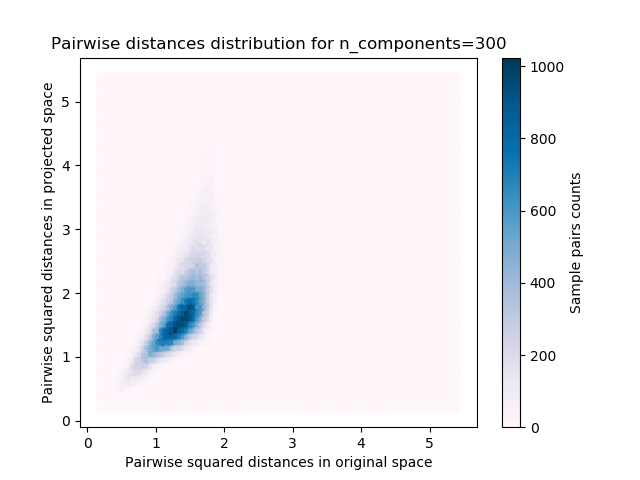 Pairwise distances distribution for n_components=300
Pairwise squared distances in projected space
5
4
3
2
1
0
0 1 2 3 4 5
Pairwise squared distances in original space
1000
800
600
400
200
0
Sample pairs counts